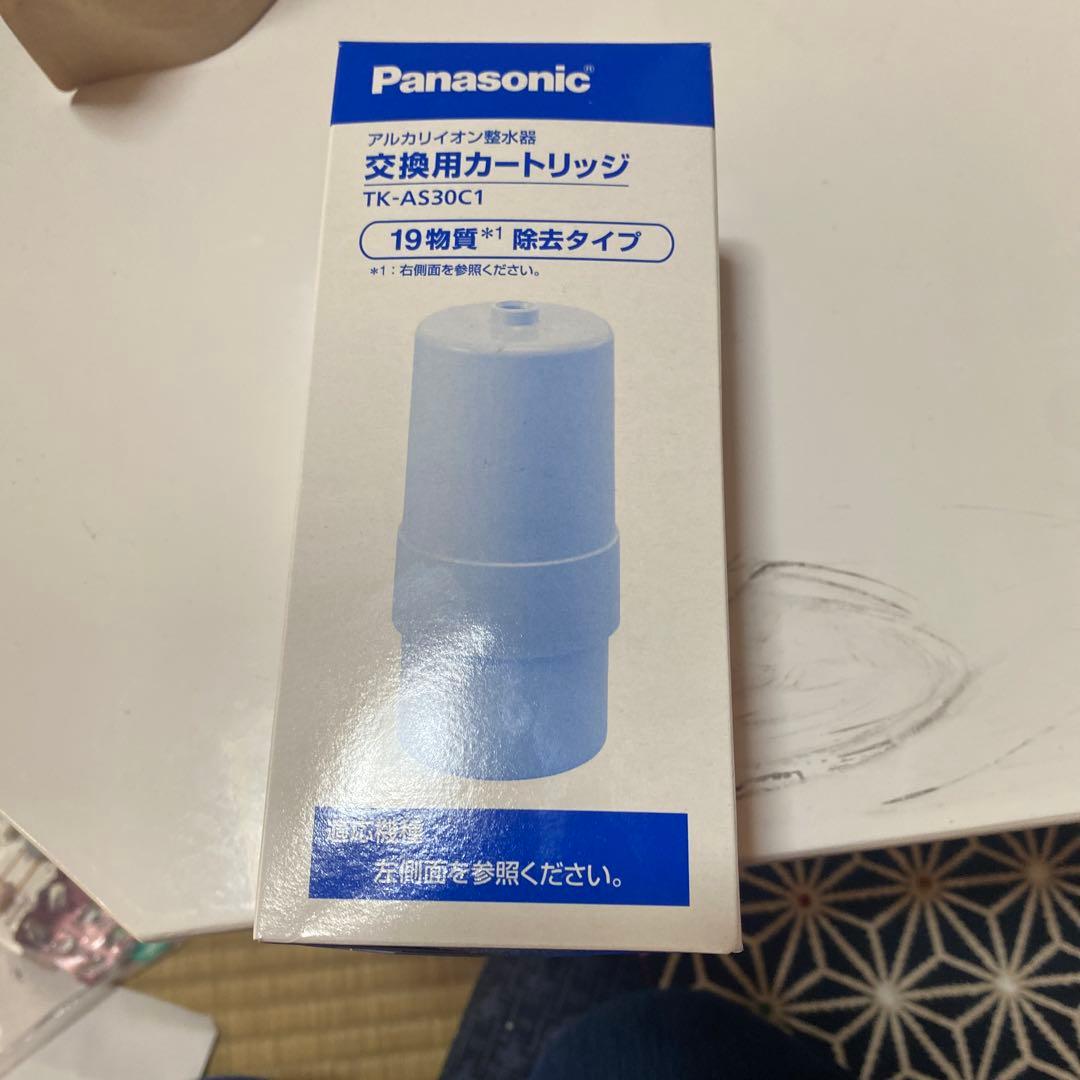 Panasonic®
アルカリイオン整水器
交換用カートリッジ
TK-AS30C1
19物質*1 除去タイプ
*1：右側面を参照ください。
適応機種
左側面を参照ください。